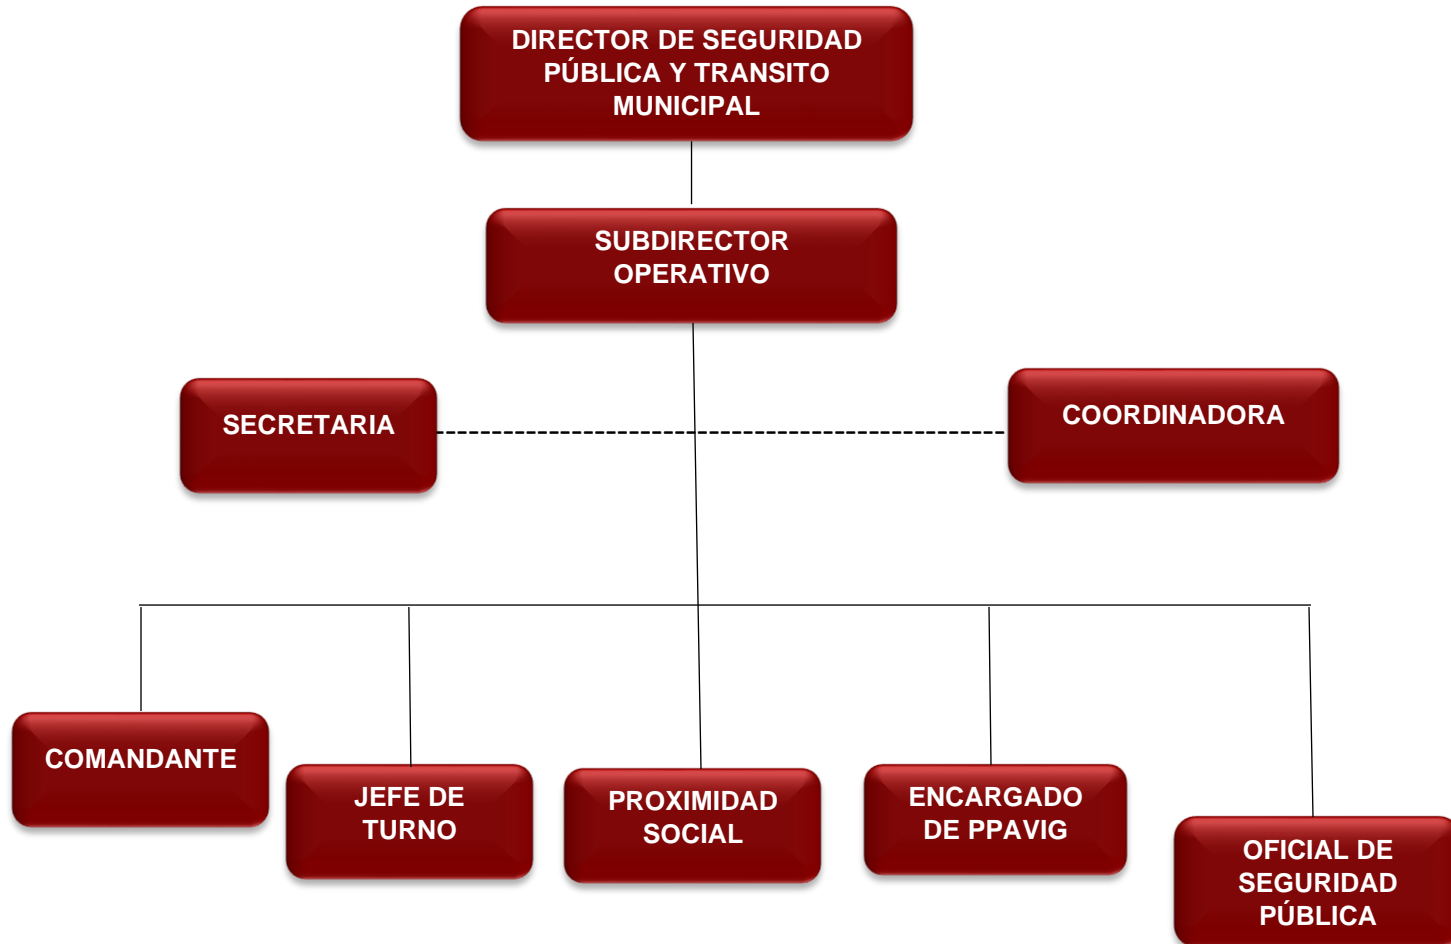 DIRECTOR DE SEGURIDAD
PÚBLICA Y TRANSITO
MUNICIPAL
SUBDIRECTOR
OPERATIVO
SECRETARIA
COORDINADORA
COMANDANTE
JEFE DE
TURNO
PROXIMIDAD
SOCIAL
ENCARGADO
DE PPAVIG
OFICIAL DE
SEGURIDAD
PÚBLICA